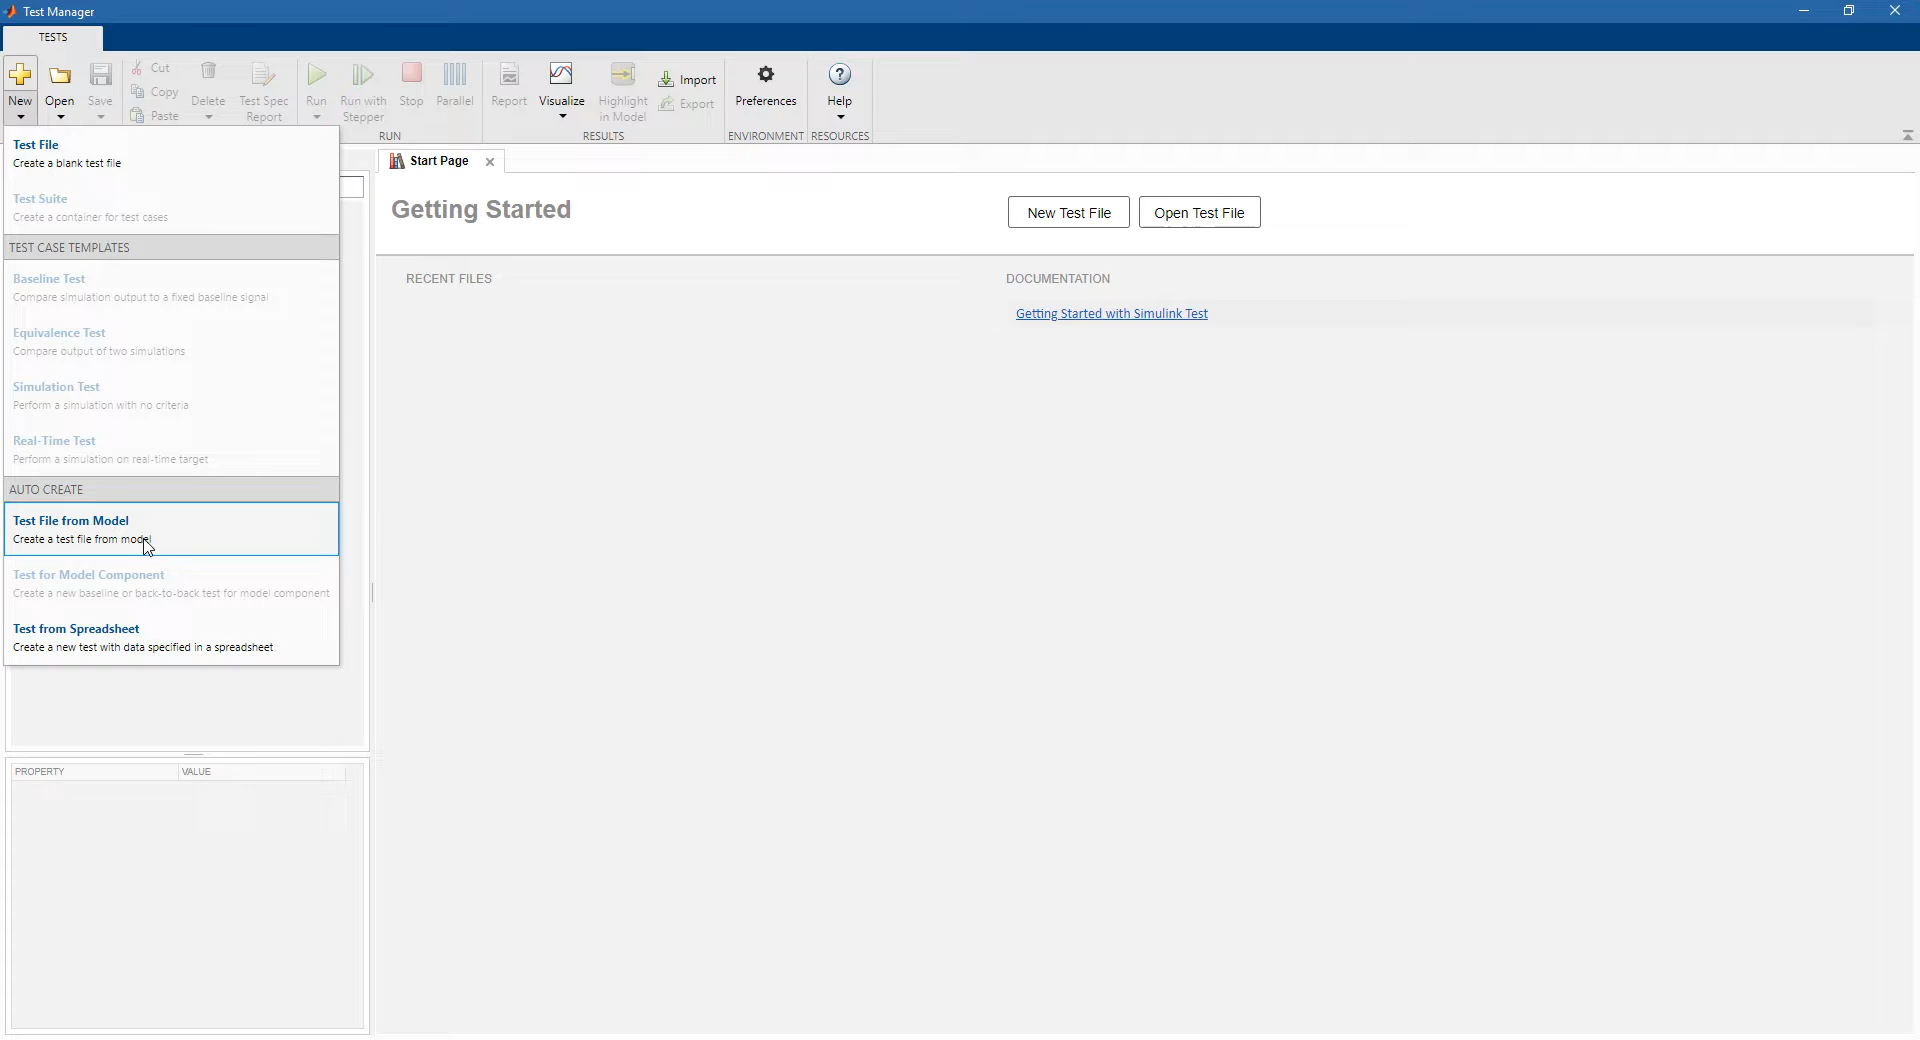 Test Manager
TESTS
New
Open
Save
Cut
Copy
Paste
Delete
Test Spec
Report
Run
Run with
Stepper
Stop
Parallel
Report
Visualize
Highlight
in Model
Import
Export
Preferences
Help
RUN
RESULTS
ENVIRONMENT
RESOURCES
Test File
Create a blank test file
Test Suite
Create a container for test cases
TEST CASE TEMPLATES
Baseline Test
Compare simulation output to a fixed baseline signal
Equivalence Test
Compare output of two simulations
Simulation Test
Perform a simulation with no criteria
Real-Time Test
Perform a simulation on real-time target
AUTO CREATE
Test File from Model
Create a test file from model
Test for Model Component
Create a new baseline or back-to-back test for model component
Test from Spreadsheet
Create a new test with data specified in a spreadsheet
PROPERTY VALUE
Start Page
Getting Started
New Test File
Open Test File
RECENT FILES
DOCUMENTATION
Getting Started with Simulink Test